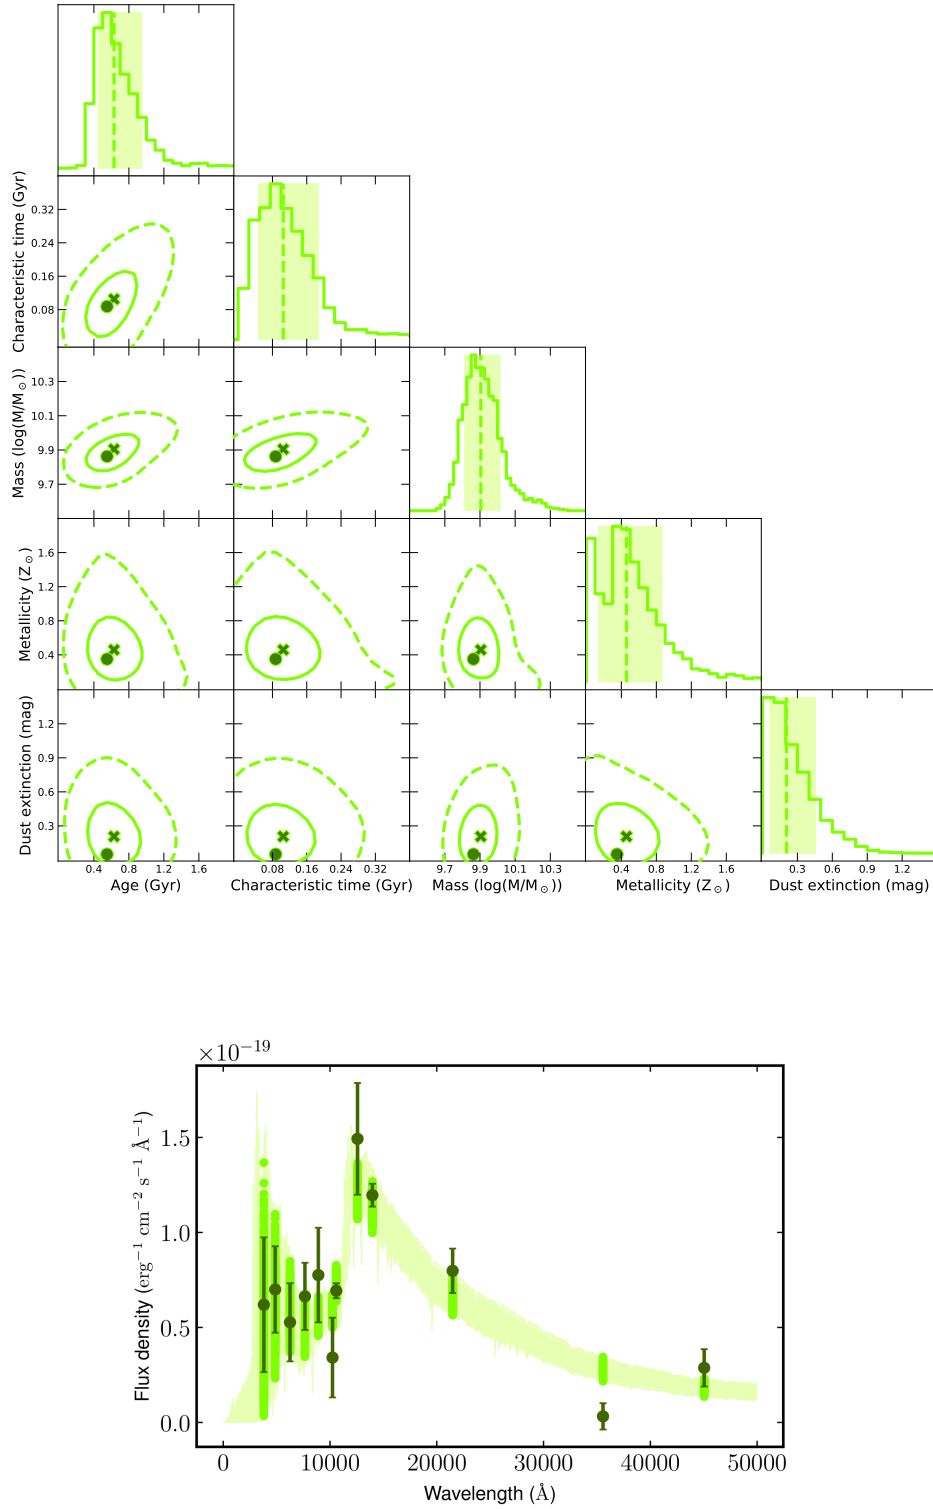 0.32
0.24
0.16
0.08
Characteristic time (Gyr)
10.3
10.1
9.9
9.7
Mass (log(M/M⊙))
1.6
1.2
0.8
0.4
Metallicity (Z⊙)
1.2
0.9
0.6
0.3
Dust extinction (mag)
0.4 0.8 1.2 1.6 0.08 0.16 0.24 0.32 9.7 9.9 10.1 10.3 0.4 0.8 1.2 1.6 0.3 0.6 0.9 1.2
Age (Gyr) Characteristic time (Gyr) Mass (log(M/M⊙)) Metallicity (Z⊙) Dust extinction (mag)
×10⁻¹⁹
1.5
1.0
0.5
0.0
Flux density (erg⁻¹ cm⁻² s⁻¹ Å⁻¹)
0 10000 20000 30000 40000 50000
Wavelength (Å)